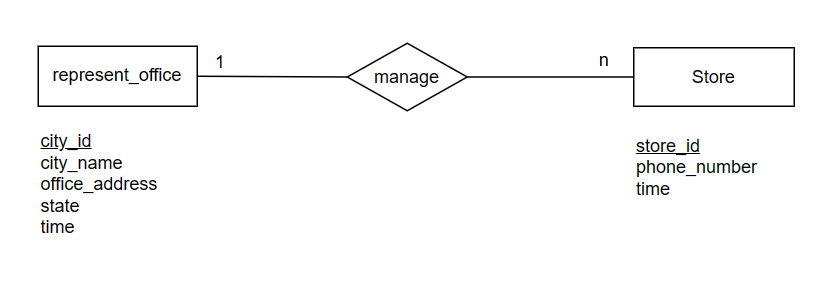 represent_office
1
manage
n
Store
city_id
city_name
office_address
state
time
store_id
phone_number
time